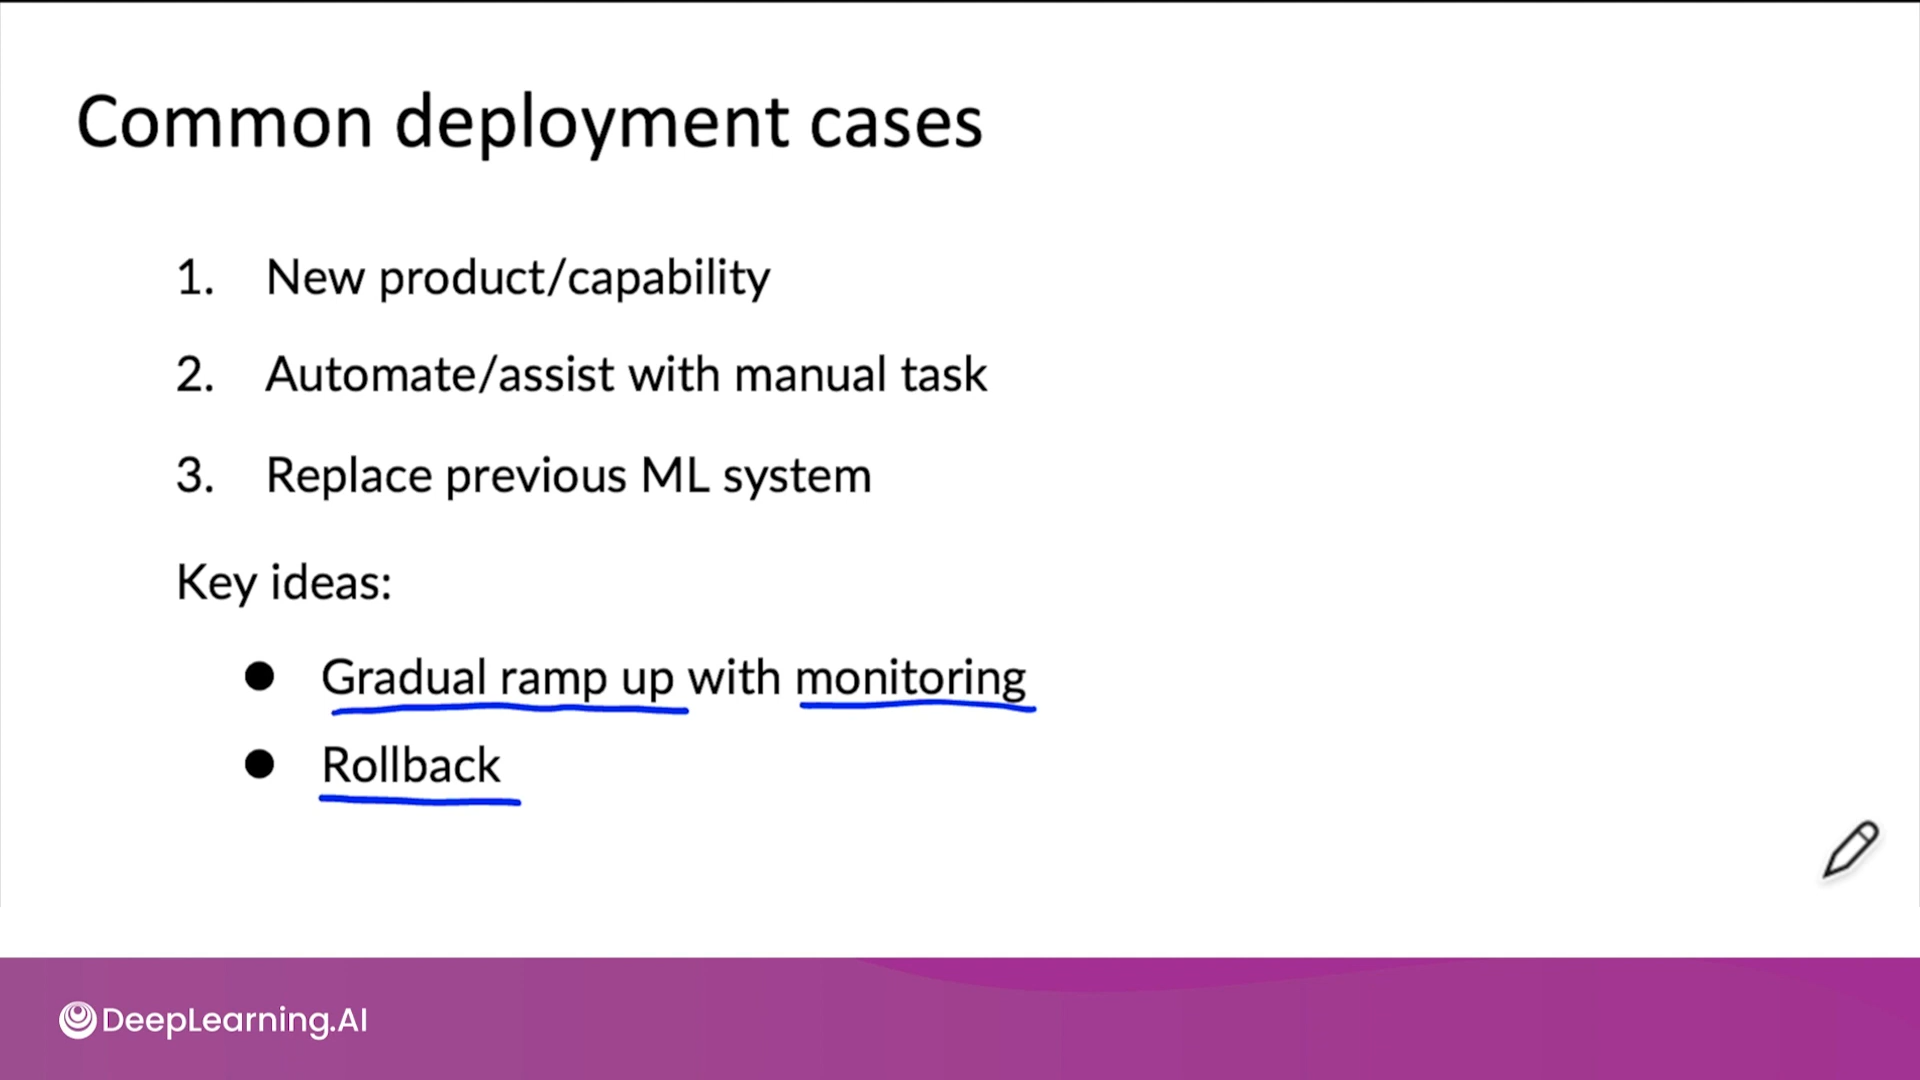 Common deployment cases
1. New product/capability
2. Automate/assist with manual task
3. Replace previous ML system
Key ideas:
● Gradual ramp up with monitoring
● Rollback
DeepLearning.AI